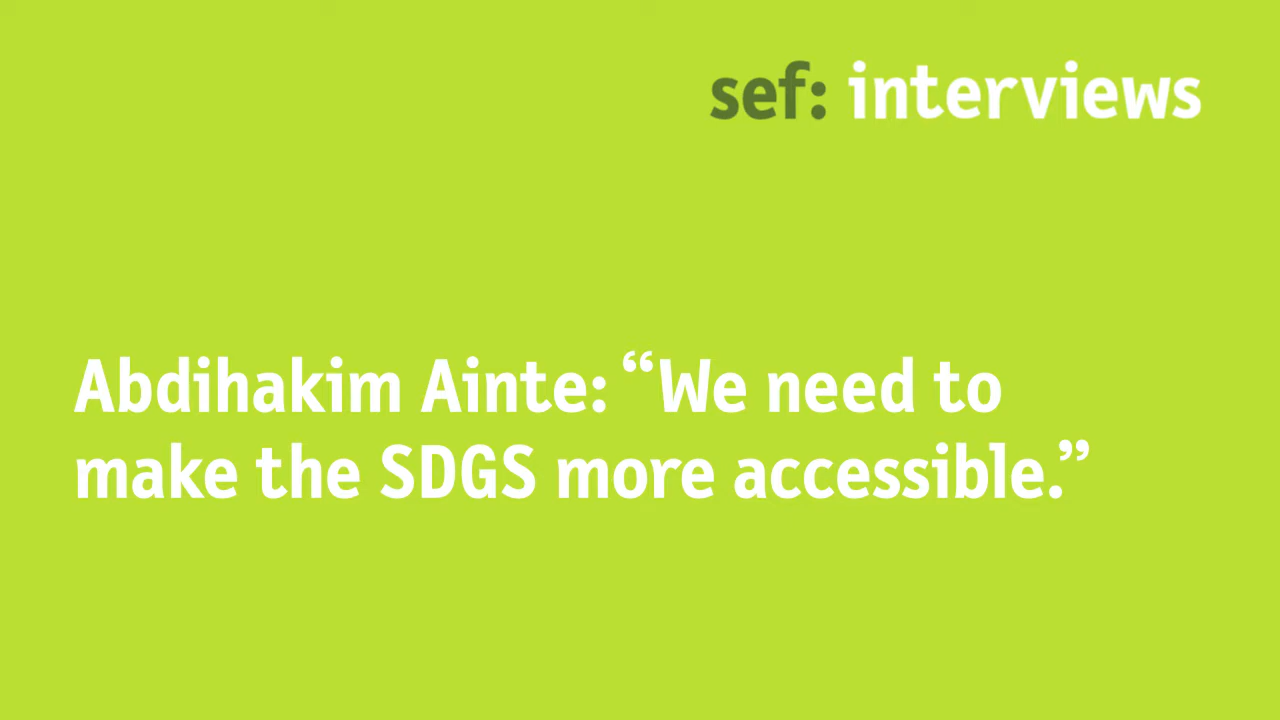 sef: interviews
Abdihakim Ainte: “We need to
make the SDGS more accessible.”